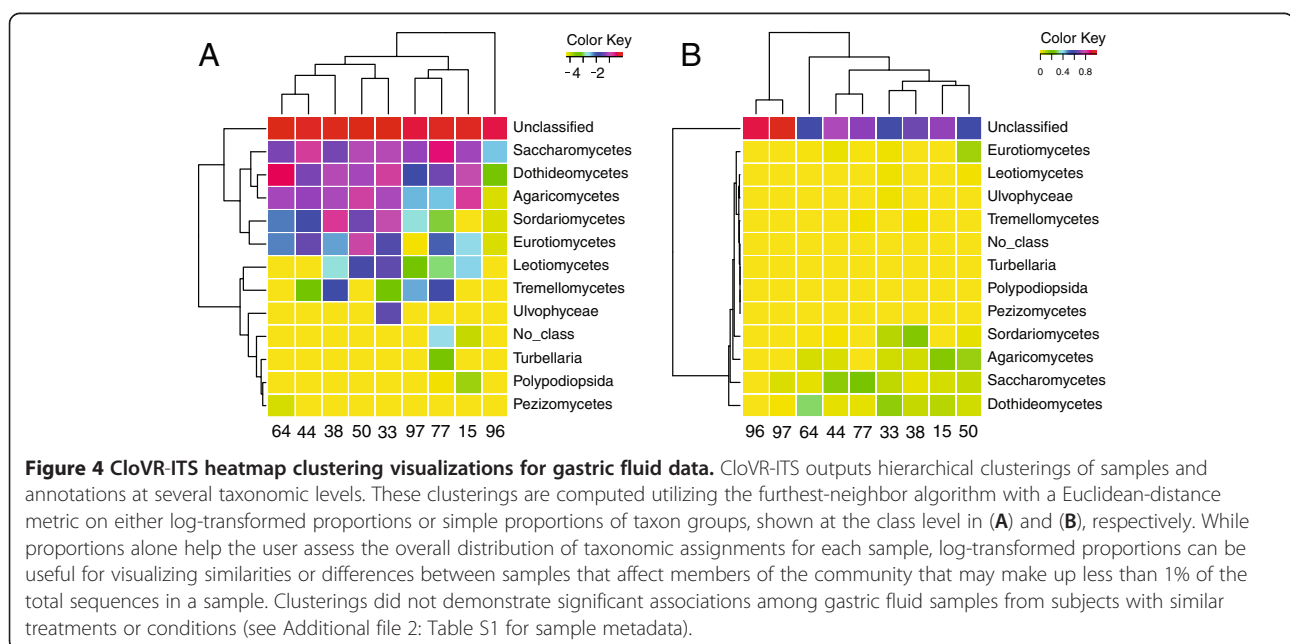 A
Color Key
−4 −2
Unclassified
Saccharomycetes
Dothideomycetes
Agaricomycetes
Sordariomycetes
Eurotiomycetes
Leotiomycetes
Tremellomycetes
Ulvophyceae
No_class
Turbellaria
Polypodiopsida
Pezizomycetes
64 44 38 50 33 97 77 15 96
B
Color Key
0 0.4 0.8
Unclassified
Eurotiomycetes
Leotiomycetes
Ulvophyceae
Tremellomycetes
No_class
Turbellaria
Polypodiopsida
Pezizomycetes
Sordariomycetes
Agaricomycetes
Saccharomycetes
Dothideomycetes
96 97 64 44 77 33 38 15 50
Figure 4 CloVR-ITS heatmap clustering visualizations for gastric fluid data. CloVR-ITS outputs hierarchical clusterings of samples and
annotations at several taxonomic levels. These clusterings are computed utilizing the furthest-neighbor algorithm with a Euclidean-distance
metric on either log-transformed proportions or simple proportions of taxon groups, shown at the class level in (A) and (B), respectively. While
proportions alone help the user assess the overall distribution of taxonomic assignments for each sample, log-transformed proportions can be
useful for visualizing similarities or differences between samples that affect members of the community that may make up less than 1% of the
total sequences in a sample. Clusterings did not demonstrate significant associations among gastric fluid samples from subjects with similar
treatments or conditions (see Additional file 2: Table S1 for sample metadata).